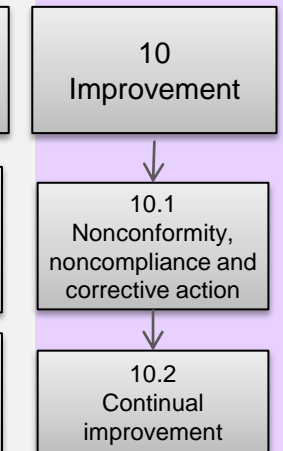 10
Improvement
10.1
Nonconformity,
noncompliance and
corrective action
10.2
Continual
improvement